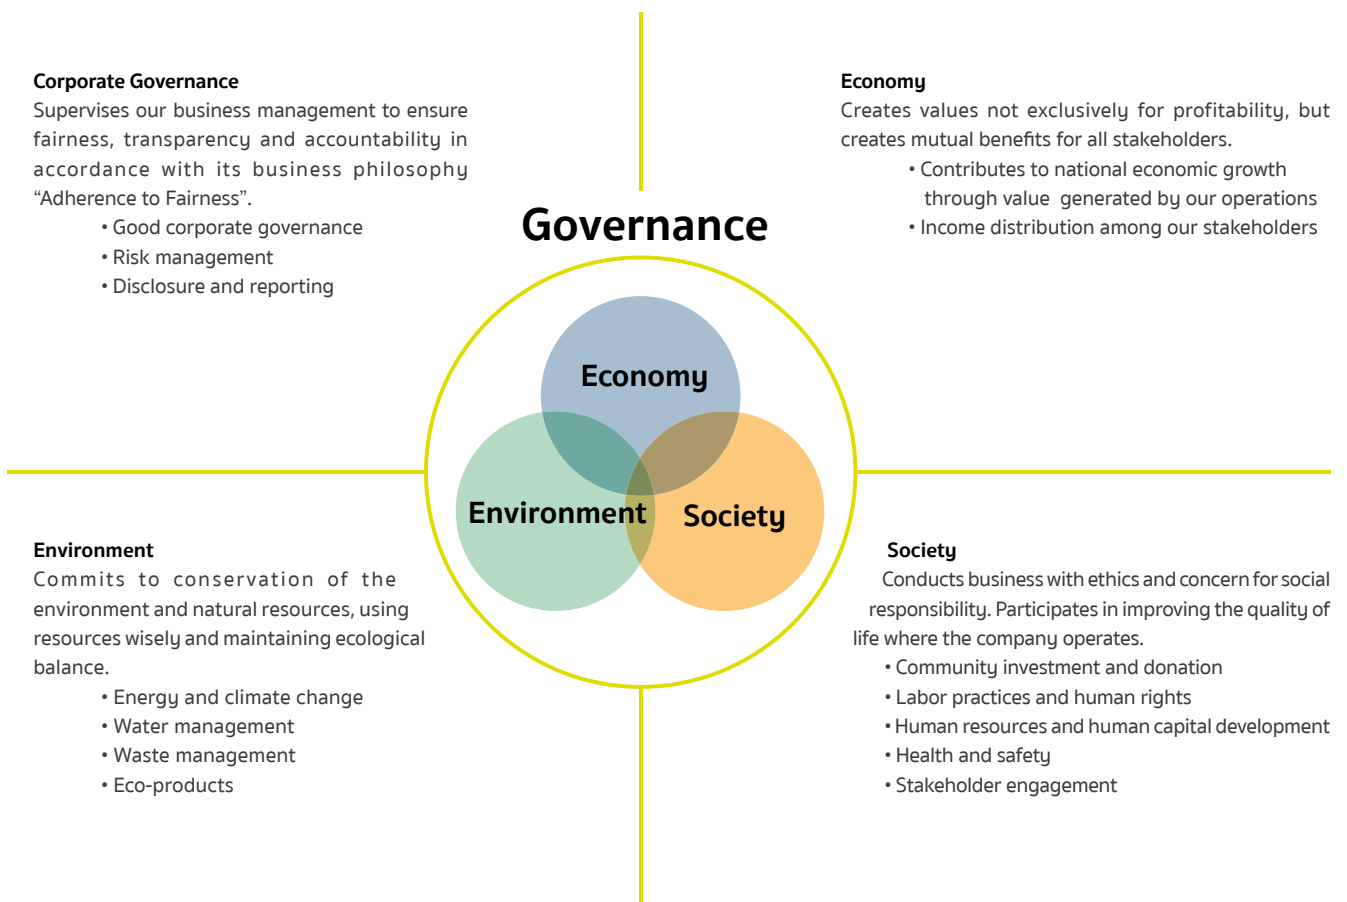 Corporate Governance
Supervises our business management to ensure
fairness, transparency and accountability in
accordance with its business philosophy
“Adherence to Fairness”.
• Good corporate governance
• Risk management
• Disclosure and reporting
Economy
Creates values not exclusively for profitability, but
creates mutual benefits for all stakeholders.
• Contributes to national economic growth
through value generated by our operations
• Income distribution among our stakeholders
Governance
Economy
Environment
Society
Environment
Commits to conservation of the
environment and natural resources, using
resources wisely and maintaining ecological
balance.
• Energy and climate change
• Water management
• Waste management
• Eco-products
Society
Conducts business with ethics and concern for social
responsibility. Participates in improving the quality of
life where the company operates.
• Community investment and donation
• Labor practices and human rights
• Human resources and human capital development
• Health and safety
• Stakeholder engagement